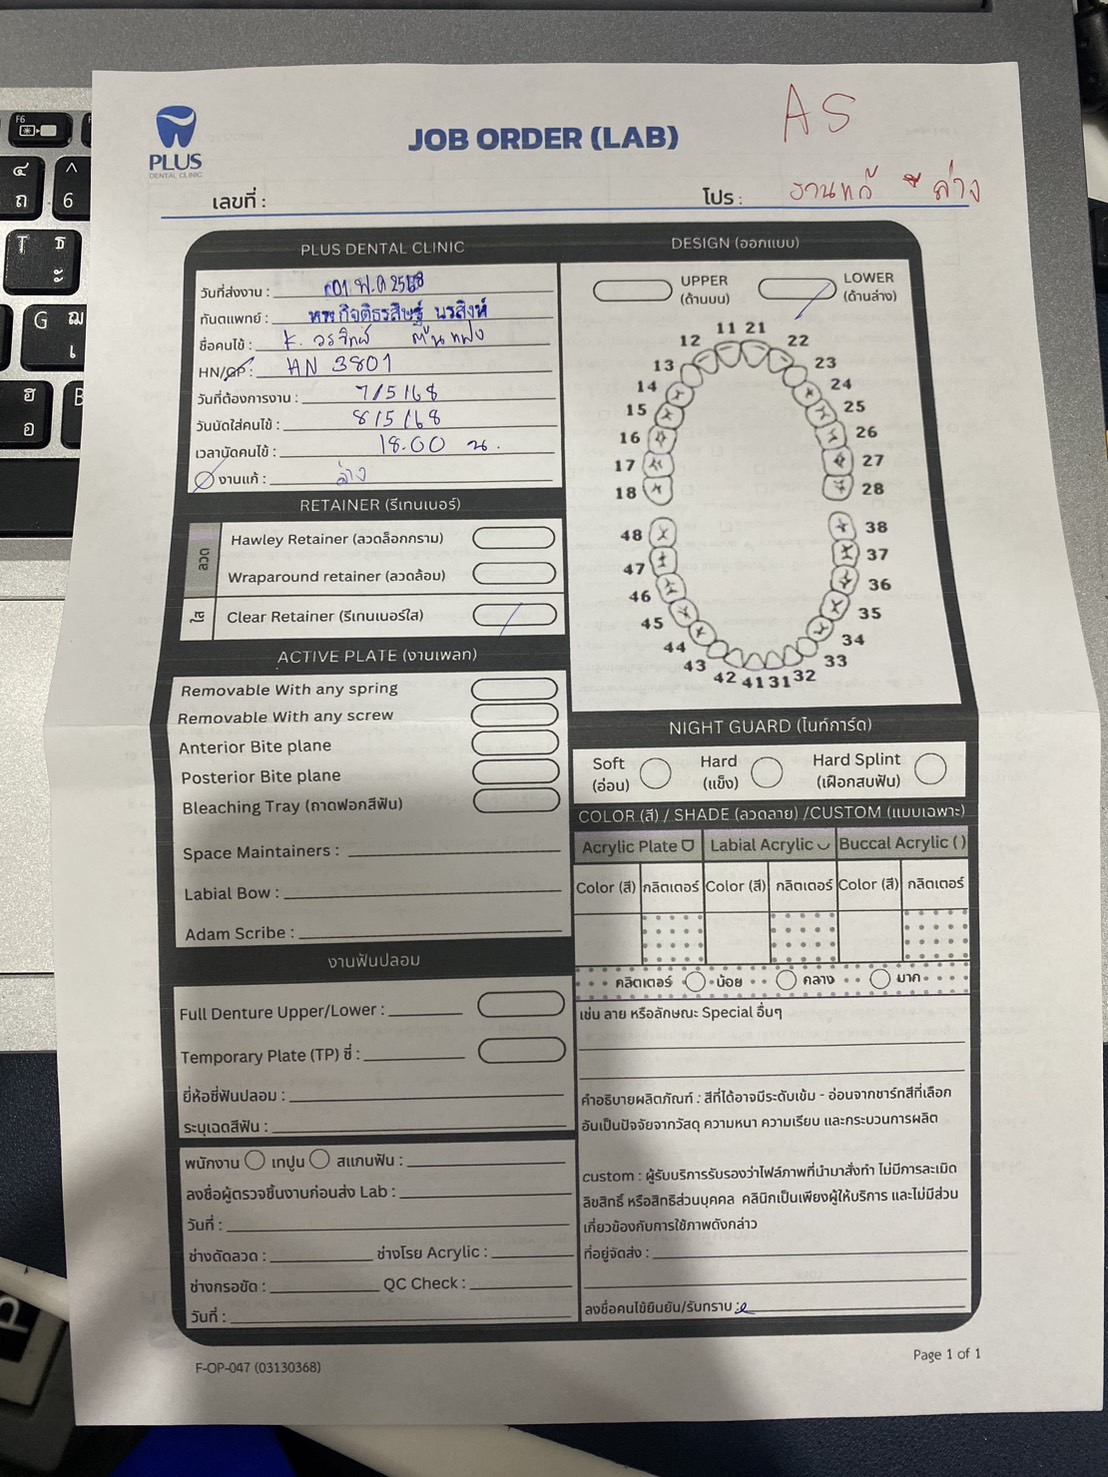 AS
PLUS
DENTAL CLINIC
JOB ORDER (LAB)
เลขที่ :
โปร : งานแก้ ล่าง
PLUS DENTAL CLINIC
วันที่ส่งงาน : 01 พ.ค 2568
ทันตแพทย์ : กิจติธรสิษฐ์ นรสิงห์
ชื่อคนไข้ : K.
HN/GP : HN 3801
วันที่ต้องการงาน : 7/5/68
วันนัดใส่คนไข้ : 8/5/68
เวลานัดคนไข้ : 18.00 น.
งานแก้ : ล่าง
RETAINER (รีเทนเนอร์)
ลวด
Hawley Retainer (ลวดล็อกกราม)
Wraparound retainer (ลวดล้อม)
ใส
Clear Retainer (รีเทนเนอร์ใส)
ACTIVE PLATE (งานเพลท)
Removable With any spring
Removable With any screw
Anterior Bite plane
Posterior Bite plane
Bleaching Tray (ถาดฟอกสีฟัน)
Space Maintainers :
Labial Bow :
Adam Scribe :
งานฟันปลอม
Full Denture Upper/Lower :
Temporary Plate (TP) ซี่ :
ยี่ห้อซี่ฟันปลอม :
ระบุเฉดสีฟัน :
พนักงาน เทปูน สแกนฟัน :
ลงชื่อผู้ตรวจชิ้นงานก่อนส่ง Lab :
วันที่ :
ช่างดัดลวด : ช่างโรย Acrylic :
ช่างกรอขัด : QC Check :
วันที่ :
DESIGN (ออกแบบ)
UPPER (ด้านบน)
LOWER (ด้านล่าง)
11 21
12 22
13 23
14 24
15 25
16 26
17 27
18 28
48 38
47 37
46 36
45 35
44 34
43 33
42 41 31 32
NIGHT GUARD (ไนท์การ์ด)
Soft (อ่อน)
Hard (แข็ง)
Hard Splint (เฝือกสบฟัน)
COLOR (สี) / SHADE (ลวดลาย) /CUSTOM (แบบเฉพาะ)
Acrylic Plate Labial Acrylic Buccal Acrylic ( )
Color (สี) กลิตเตอร์ Color (สี) กลิตเตอร์ Color (สี) กลิตเตอร์
กลิตเตอร์ น้อย กลาง มาก
เช่น ลาย หรือลักษณะ Special อื่นๆ
คำอธิบายผลิตภัณฑ์ : สีที่ได้อาจมีระดับเข้ม - อ่อนจากชาร์ทสีที่เลือก
อันเป็นปัจจัยจากวัสดุ ความหนา ความเรียบ และกระบวนการผลิต
custom : ผู้รับบริการรับรองว่าไฟล์ภาพที่นำมาสั่งทำ ไม่มีการละเมิด
ลิขสิทธิ์ หรือสิทธิส่วนบุคคล คลินิกเป็นเพียงผู้ให้บริการ และไม่มีส่วน
เกี่ยวข้องกับการใช้ภาพดังกล่าว
ที่อยู่จัดส่ง :
ลงชื่อคนไข้ยืนยัน/รับทราบ :
F-OP-047 (03130368)
Page 1 of 1
F6
6
G
B